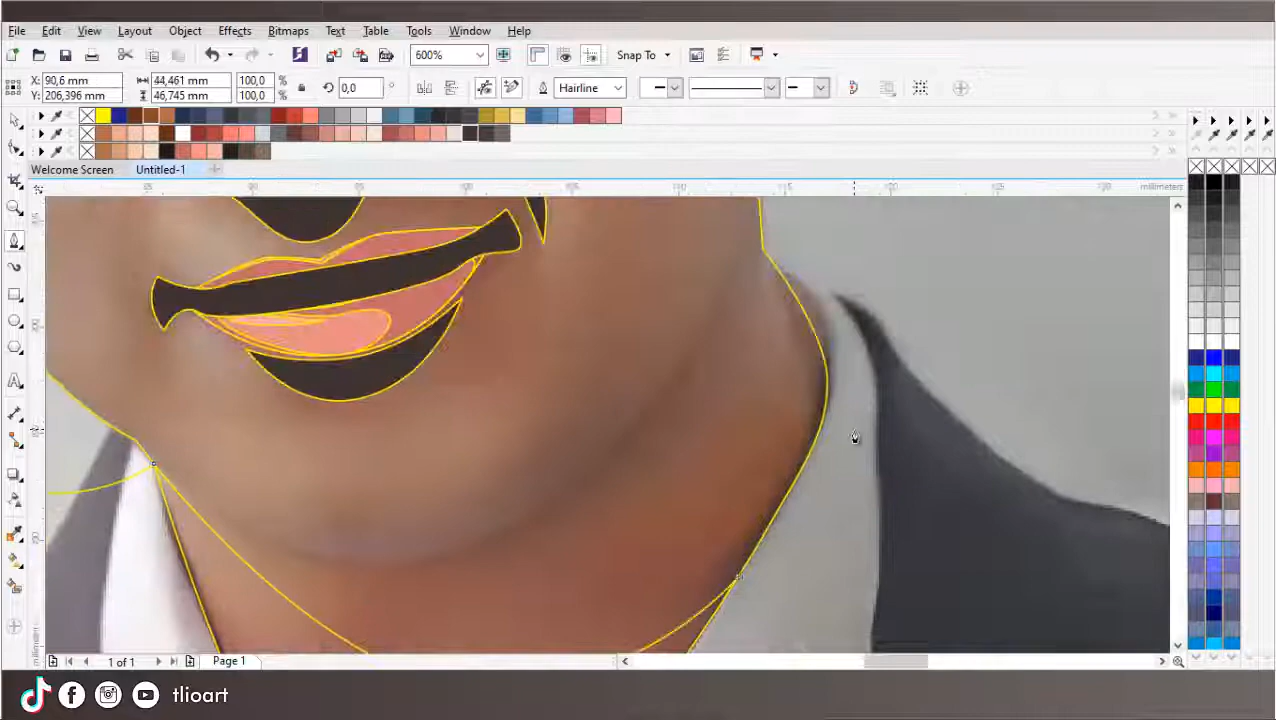 File Edit View Layout Object Effects Bitmaps Text Table Tools Window Help
600% Snap To
X: 90,6 mm 44,461 mm 100,0 % 0,0 ° Hairline
Y: 206,396 mm 46,745 mm 100,0 %
Welcome Screen Untitled-1
millimeters
1 of 1 Page 1
tlioart